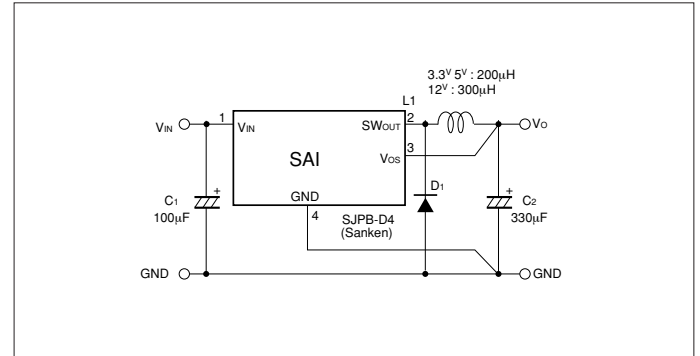 3.3V 5V : 200µH
12V : 300µH
L1
VIN
1
VIN
SWOUT
2
VO
SAI
VOS
3
D1
C1
100µF
+
GND
4
SJPB-D4
(Sanken)
+
C2
330µF
GND
GND